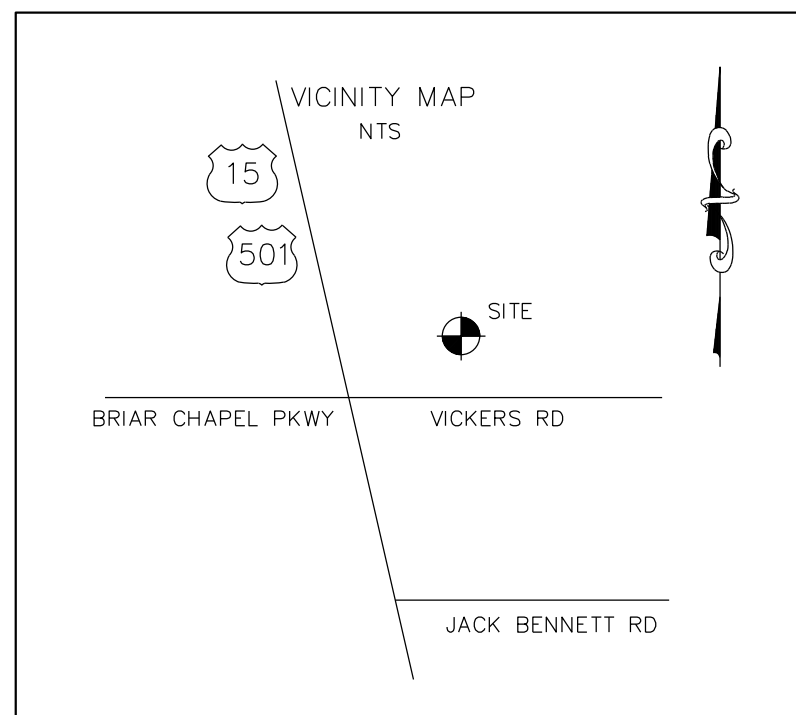 VICINITY MAP
NTS
15
501
SITE
BRIAR CHAPEL PKWY
VICKERS RD
JACK BENNETT RD